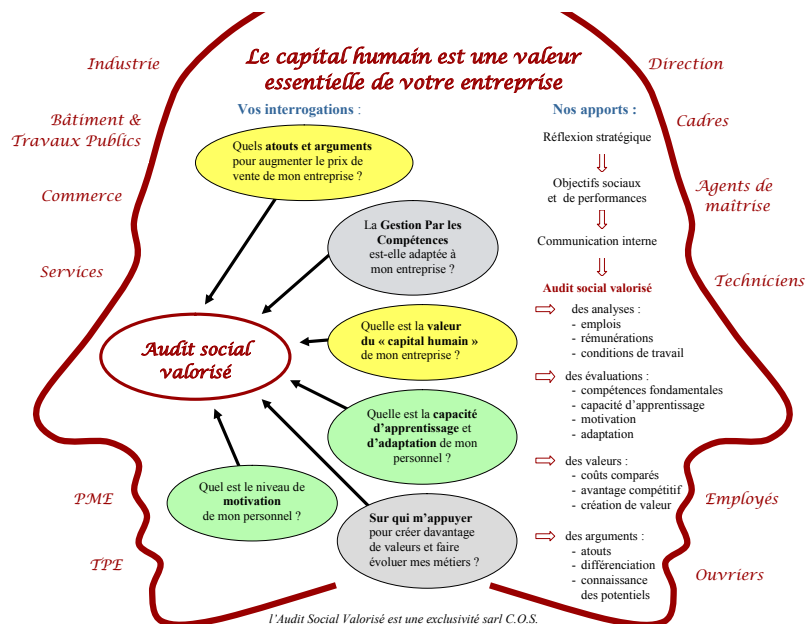 Le capital humain est une valeur
essentielle de votre entreprise
Industrie
Bâtiment &
Travaux Publics
Commerce
Services
PME
TPE
Vos interrogations :
Quels atouts et arguments
pour augmenter le prix de
vente de mon entreprise ?
La Gestion Par les
Compétences
est-elle adaptée à
mon entreprise ?
Audit social
valorisé
Quelle est la valeur
du « capital humain »
de mon entreprise ?
Quelle est la capacité
d'apprentissage et
d'adaptation de mon
personnel ?
Quel est le niveau de
motivation
de mon personnel ?
Sur qui m'appuyer
pour créer davantage
de valeurs et faire
évoluer mes métiers ?
Nos apports :
Réflexion stratégique
Objectifs sociaux
et de performances
Communication interne
Audit social valorisé
des analyses :
- emplois
- rémunérations
- conditions de travail
des évaluations :
- compétences fondamentales
- capacité d'apprentissage
- motivation
- adaptation
des valeurs :
- coûts comparés
- avantage compétitif
- création de valeur
des arguments :
- atouts
- différenciation
- connaissance
des potentiels
Direction
Cadres
Agents de
maîtrise
Techniciens
Employés
Ouvriers
l'Audit Social Valorisé est une exclusivité sarl C.O.S.